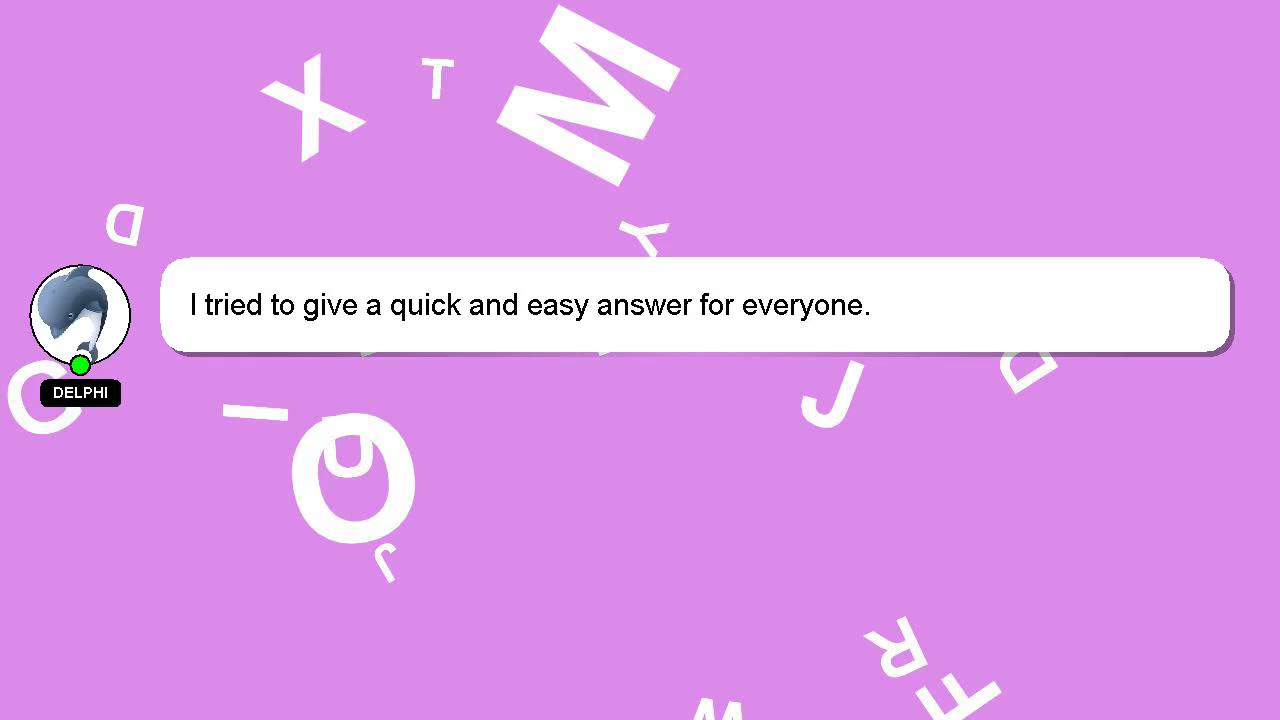 X
T
M
D
Y
I tried to give a quick and easy answer for everyone.
DELPHI
C
I
O
U
J
D
J
R
F
W